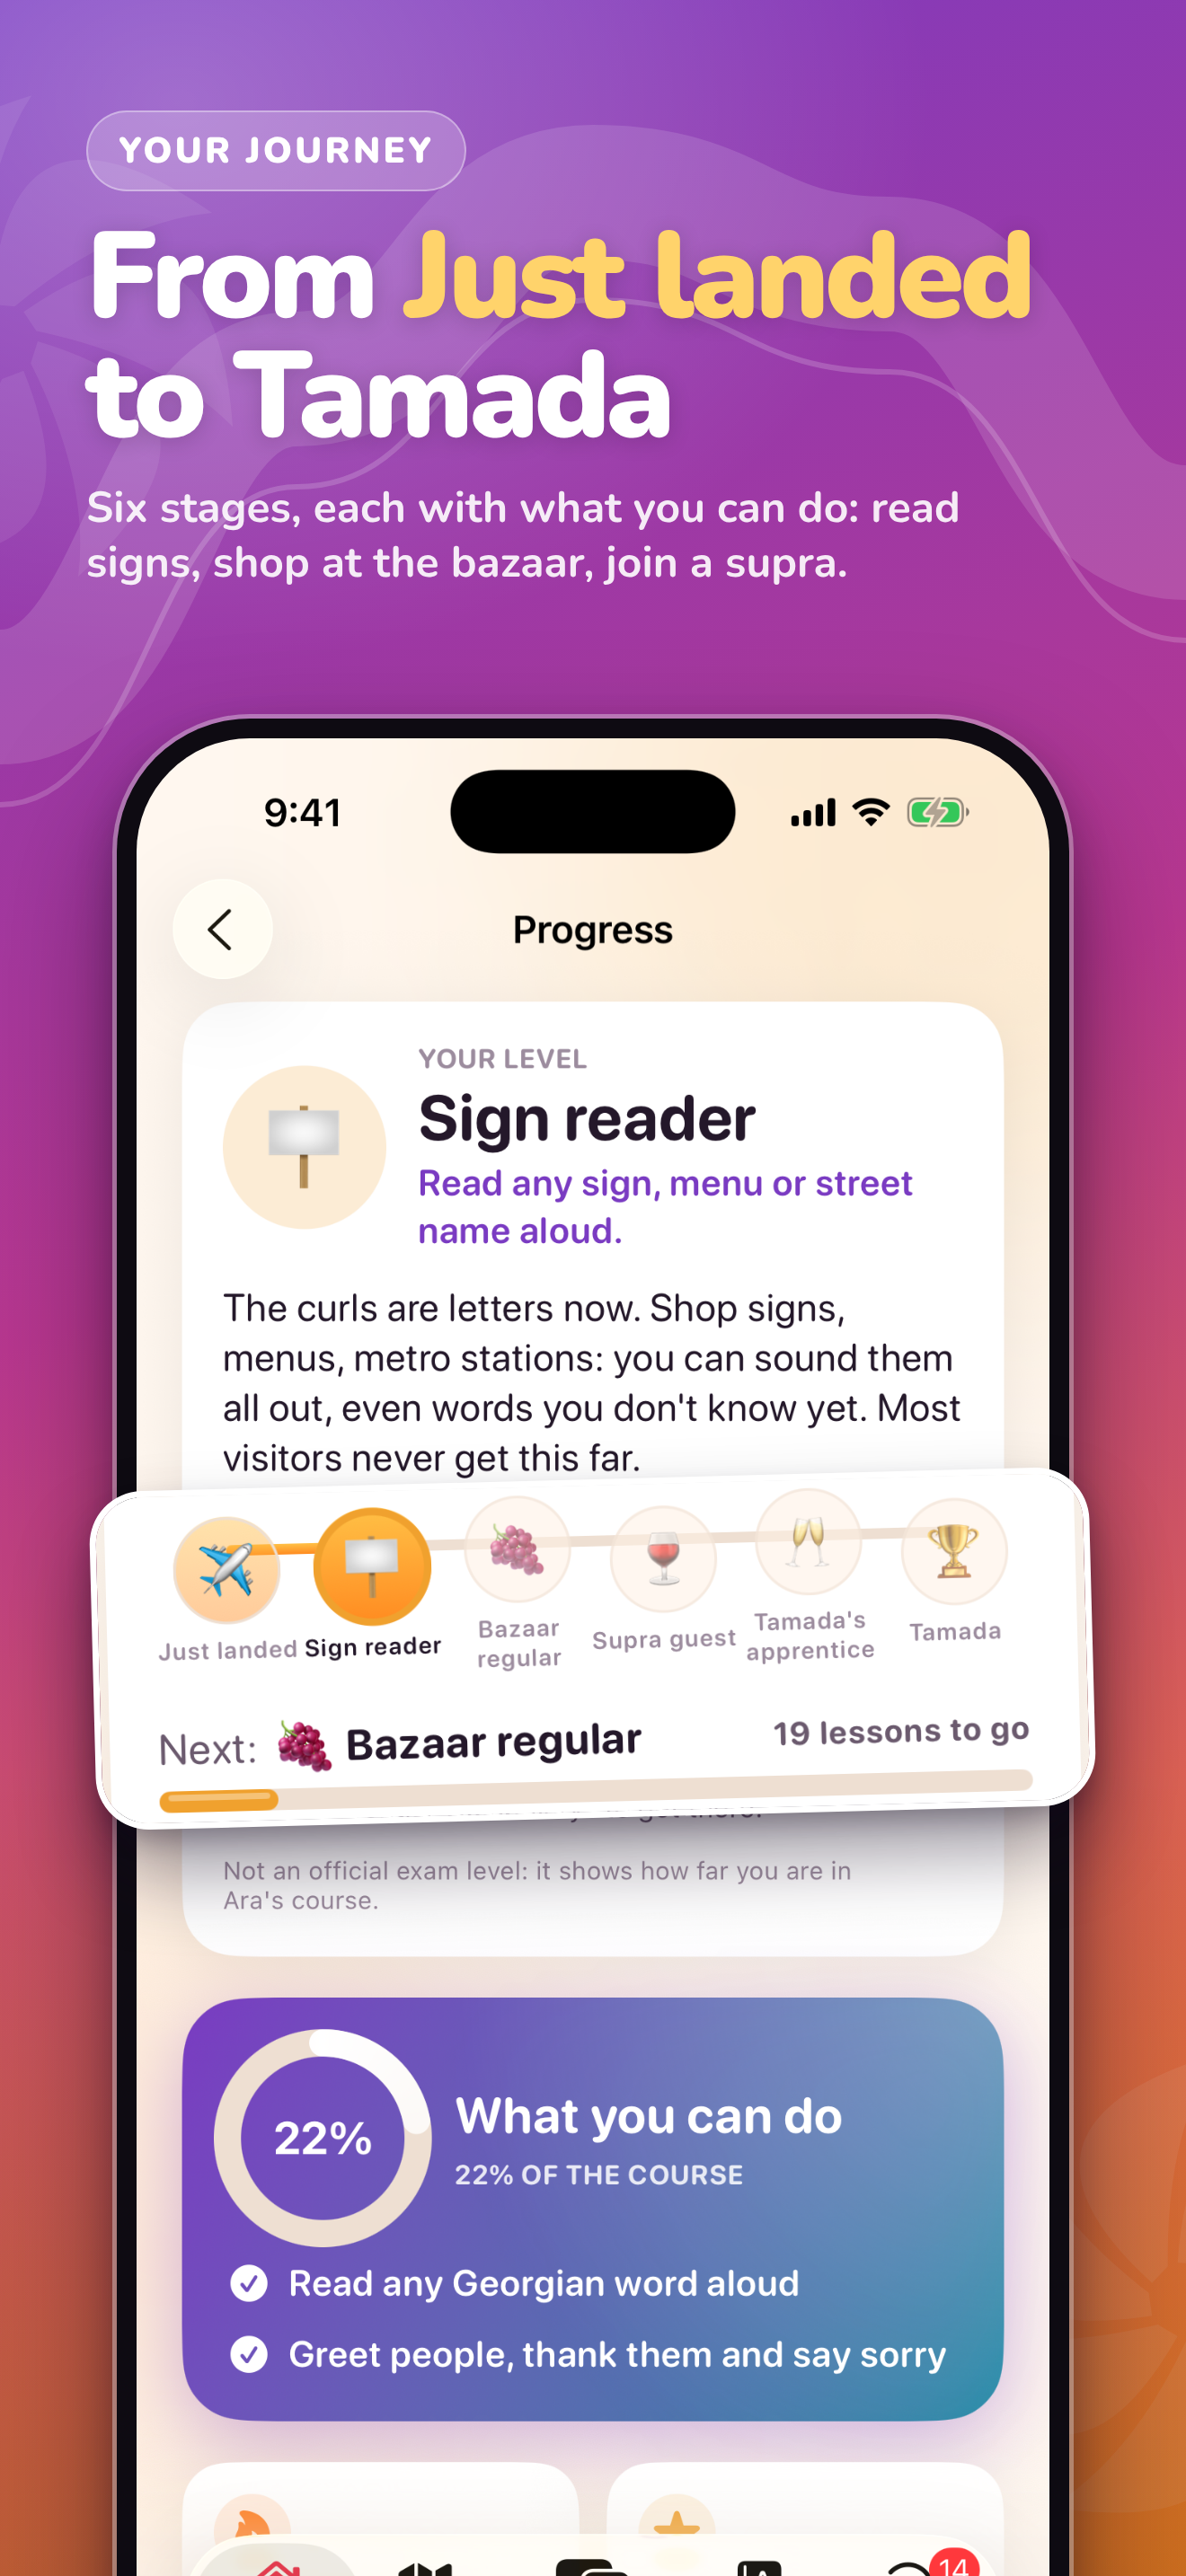 YOUR JOURNEY
From Just landed
to Tamada
Six stages, each with what you can do: read
signs, shop at the bazaar, join a supra.
9:41
Progress
YOUR LEVEL
Sign reader
Read any sign, menu or street
name aloud.
The curls are letters now. Shop signs,
menus, metro stations: you can sound them
all out, even words you don't know yet. Most
visitors never get this far.
Just landed
Sign reader
Bazaar
regular
Supra guest
Tamada's
apprentice
Tamada
Next: Bazaar regular
19 lessons to go
Not an official exam level: it shows how far you are in
Ara's course.
22%
What you can do
22% OF THE COURSE
Read any Georgian word aloud
Greet people, thank them and say sorry
14